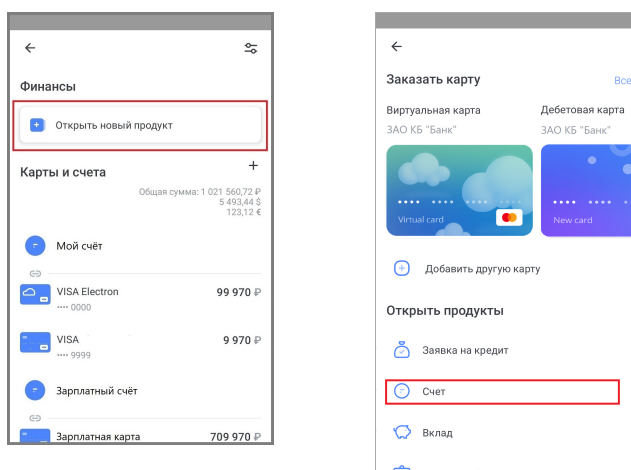 Финансы
Открыть новый продукт
Карты и счета +
Общая сумма: 1 021 560,72 ₽
5 493,44 $
123,12 €
Мой счёт
VISA Electron 99 970 ₽
•••• 0000
VISA 9 970 ₽
•••• 9999
Зарплатный счёт
Зарплатная карта 709 970 ₽
Заказать карту Все
Виртуальная карта Дебетовая карта
ЗАО КБ "Банк" ЗАО КБ "Банк"
•••• •••• •••• ••••
Virtual card New card
Добавить другую карту
Открыть продукты
Заявка на кредит
Счет
Вклад